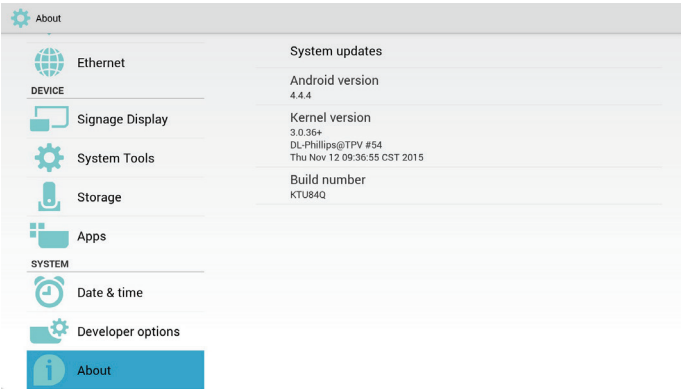 About
Ethernet
DEVICE
Signage Display
System Tools
Storage
Apps
SYSTEM
Date & time
Developer options
About
System updates
Android version
4.4.4
Kernel version
3.0.36+
DL-Phillips@TPV #54
Thu Nov 12 09:36:55 CST 2015
Build number
KTU84Q